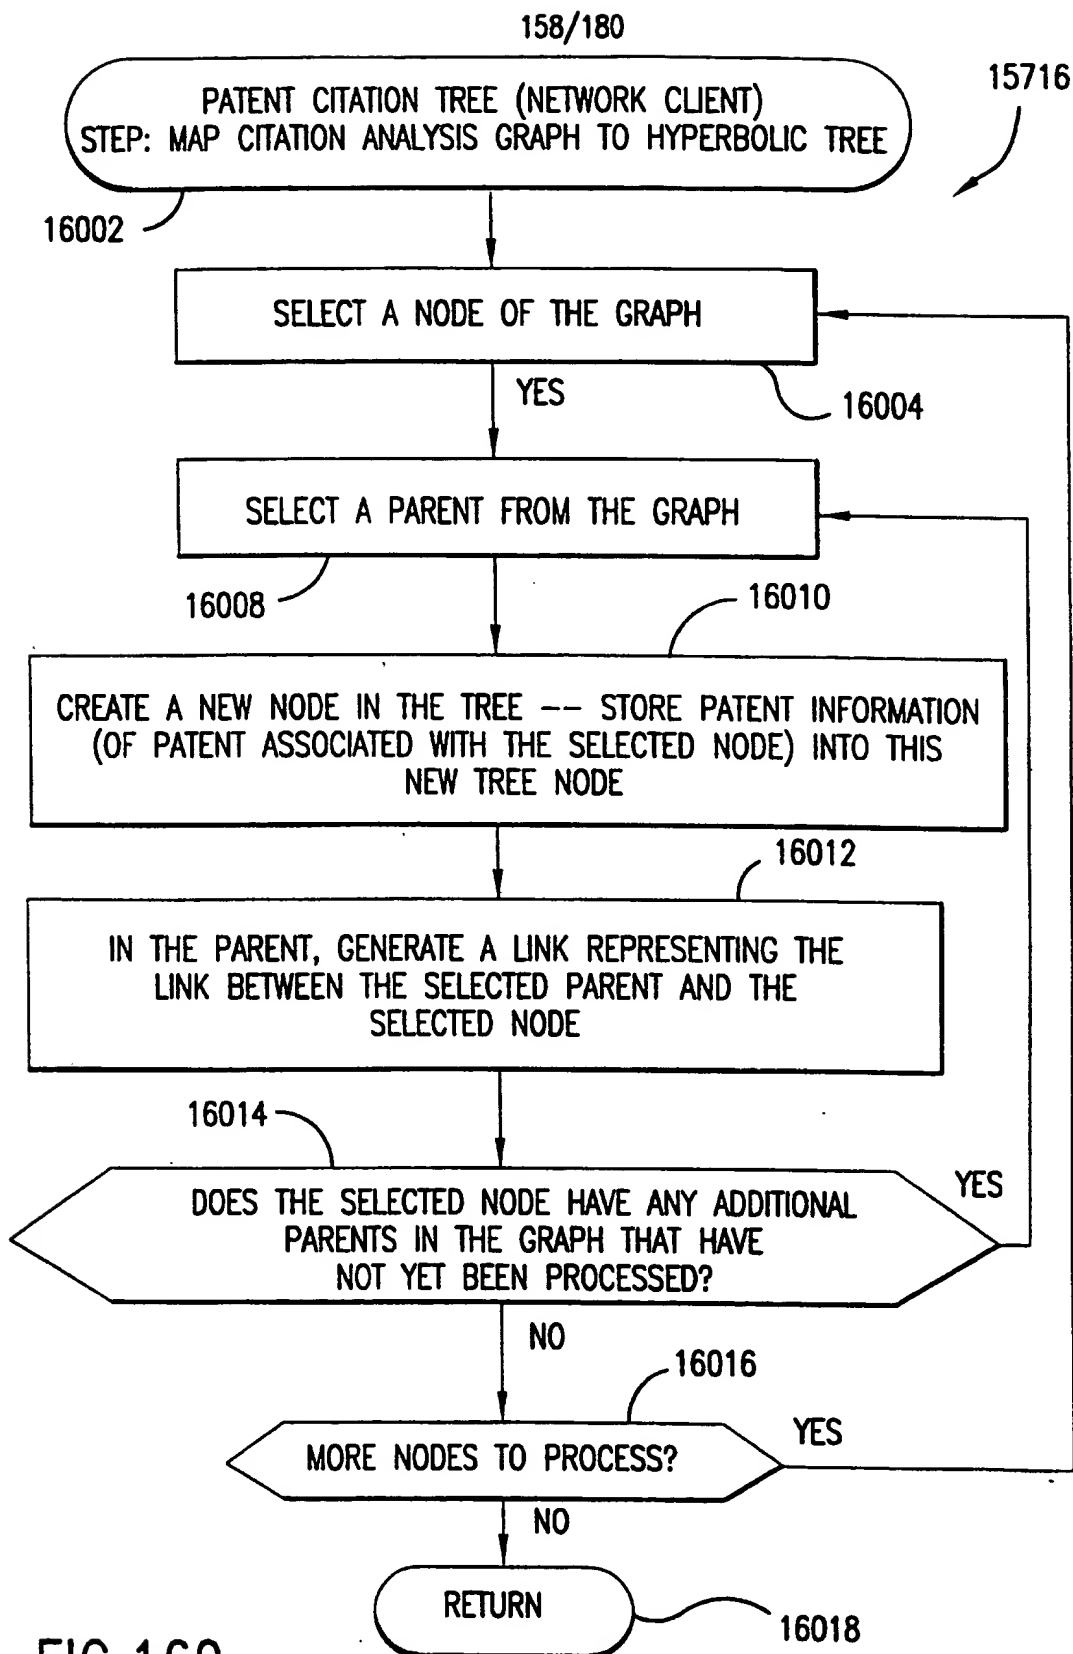 158/180
15716
PATENT CITATION TREE (NETWORK CLIENT)
STEP: MAP CITATION ANALYSIS GRAPH TO HYPERBOLIC TREE
16002
SELECT A NODE OF THE GRAPH
16004
YES
SELECT A PARENT FROM THE GRAPH
16008
16010
CREATE A NEW NODE IN THE TREE -- STORE PATENT INFORMATION
(OF PATENT ASSOCIATED WITH THE SELECTED NODE) INTO THIS
NEW TREE NODE
16012
IN THE PARENT, GENERATE A LINK REPRESENTING THE
LINK BETWEEN THE SELECTED PARENT AND THE
SELECTED NODE
16014
YES
DOES THE SELECTED NODE HAVE ANY ADDITIONAL
PARENTS IN THE GRAPH THAT HAVE
NOT YET BEEN PROCESSED?
NO
16016
YES
MORE NODES TO PROCESS?
NO
RETURN
16018
FIG.160